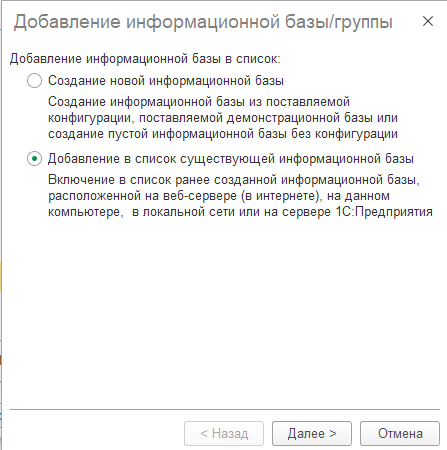 Добавление информационной базы/группы
Добавление информационной базы в список:
Создание новой информационной базы
Создание информационной базы из поставляемой
конфигурации, поставляемой демонстрационной базы или
создание пустой информационной базы без конфигурации
Добавление в список существующей информационной базы
Включение в список ранее созданной информационной базы,
расположенной на веб-сервере (в интернете), на данном
компьютере, в локальной сети или на сервере 1С:Предприятия
< Назад
Далее >
Отмена